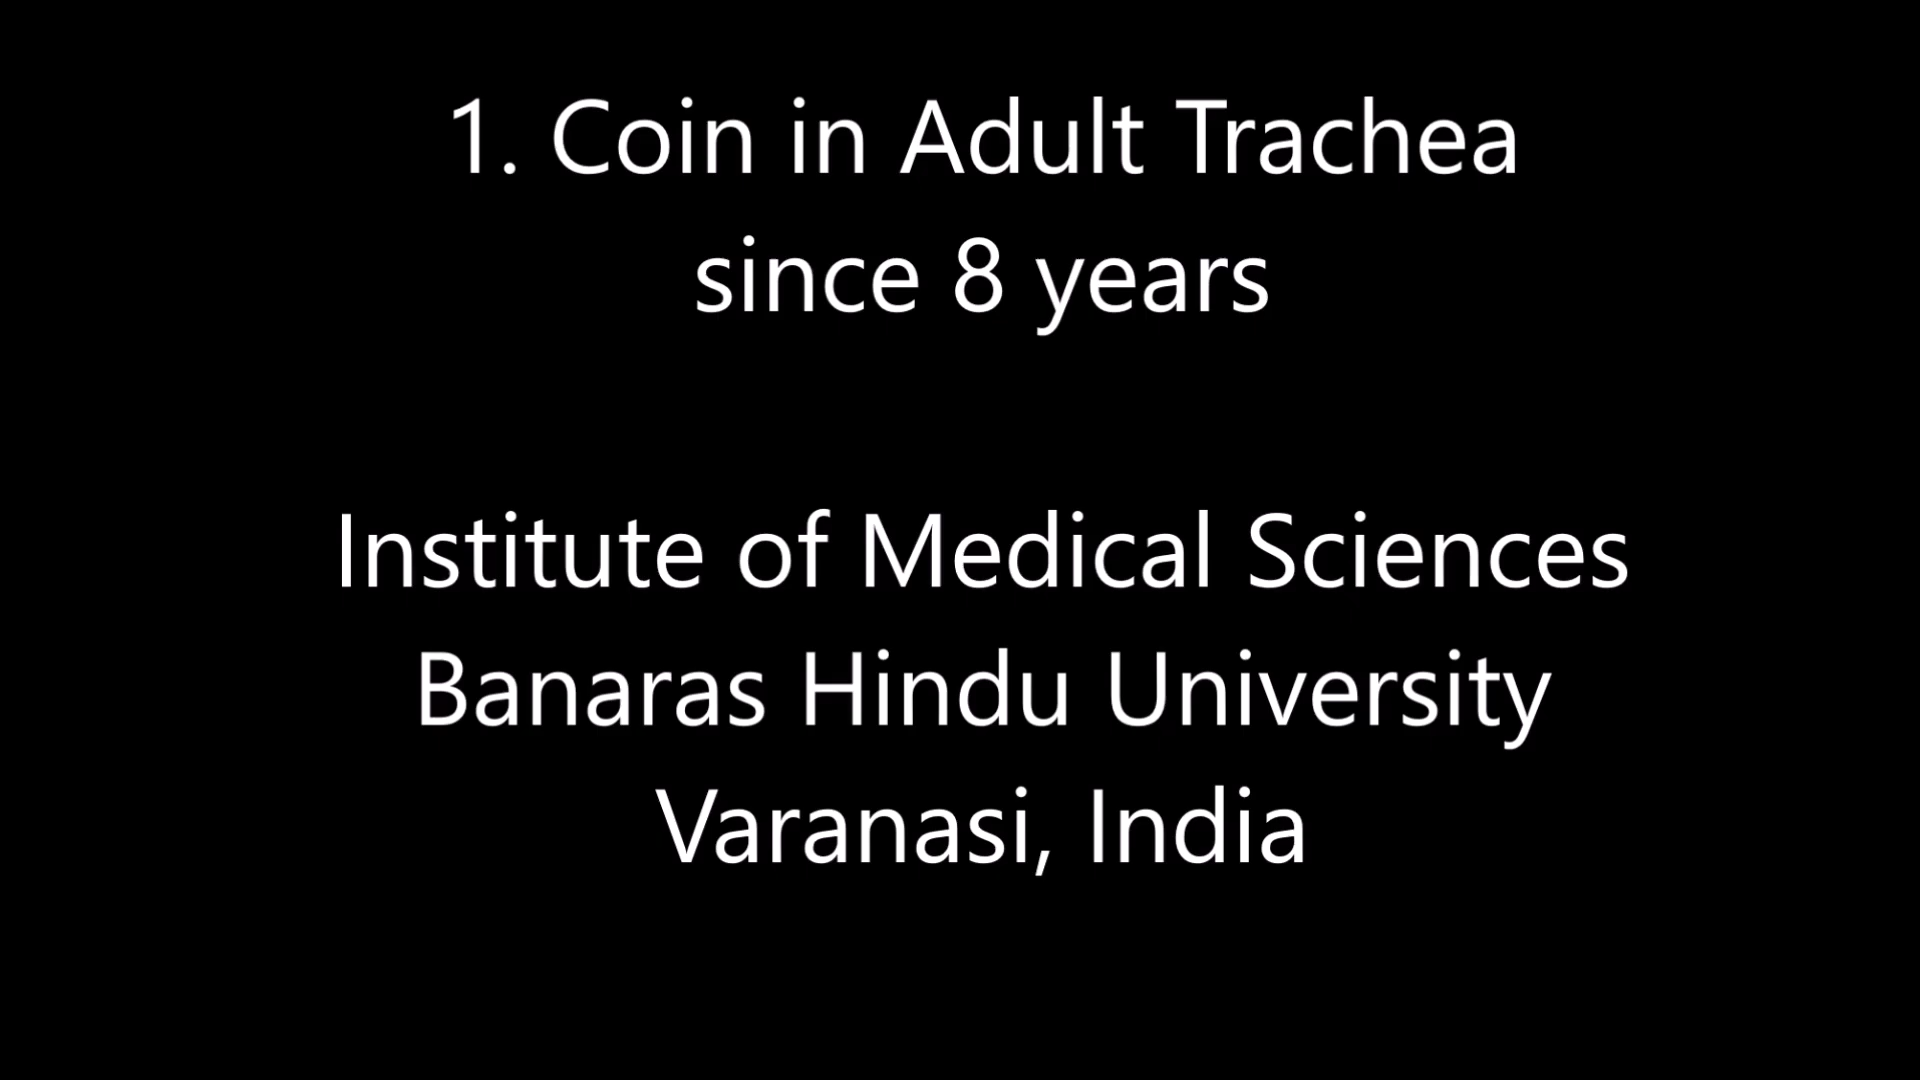 1. Coin in Adult Trachea
since 8 years
Institute of Medical Sciences
Banaras Hindu University
Varanasi, India